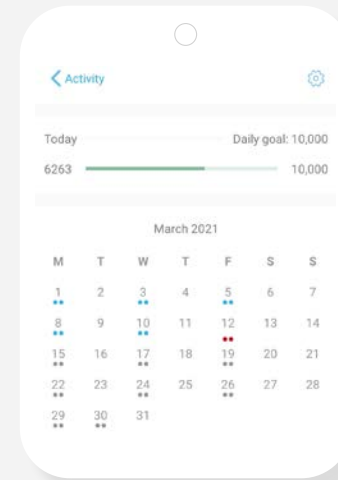 Activity
Today Daily goal: 10,000
6263 10,000
March 2021
M T W T F S S
1 2 3 4 5 6 7
8 9 10 11 12 13 14
15 16 17 18 19 20 21
22 23 24 25 26 27 28
29 30 31